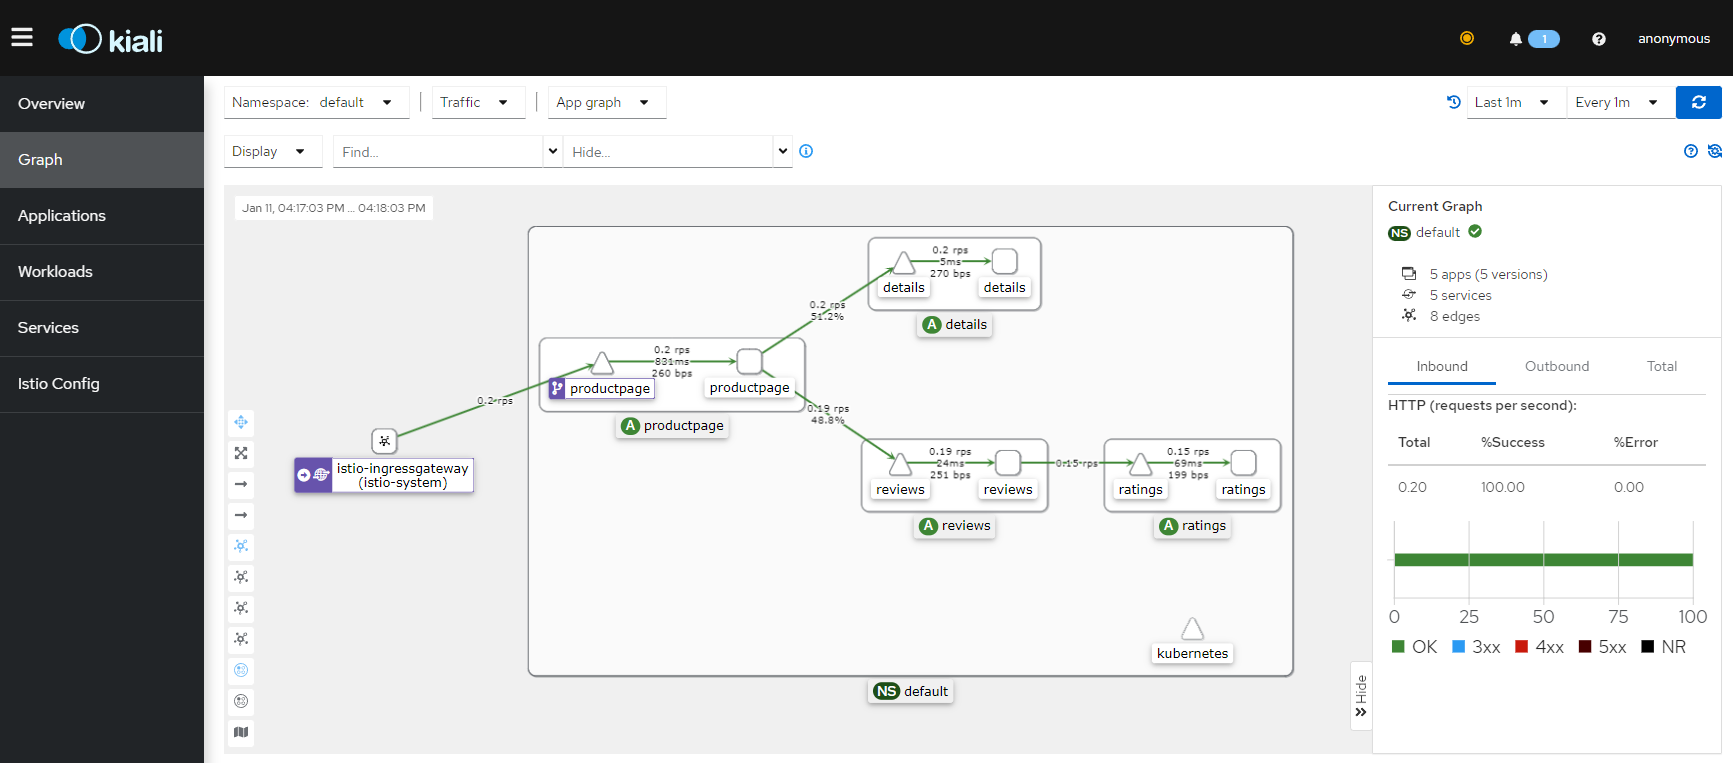 kiali
1
anonymous
Overview
Graph
Applications
Workloads
Services
Istio Config
Namespace: default
Traffic
App graph
Last 1m
Every 1m
Display
Find...
Hide...
Jan 11, 04:17:03 PM ... 04:18:03 PM
0.2 rps
5ms
270 bps
details
details
A details
0.2 rps
51.2%
0.2 rps
831ms
260 bps
productpage
productpage
A productpage
0.2 rps
istio-ingressgateway
(istio-system)
0.19 rps
48.8%
0.19 rps
24ms
251 bps
reviews
reviews
A reviews
0.15 rps
0.15 rps
69ms
199 bps
ratings
ratings
A ratings
kubernetes
NS default
Hide
Current Graph
NS default
5 apps (5 versions)
5 services
8 edges
Inbound
Outbound
Total
HTTP (requests per second):
Total %Success %Error
0.20 100.00 0.00
0 25 50 75 100
OK 3xx 4xx 5xx NR